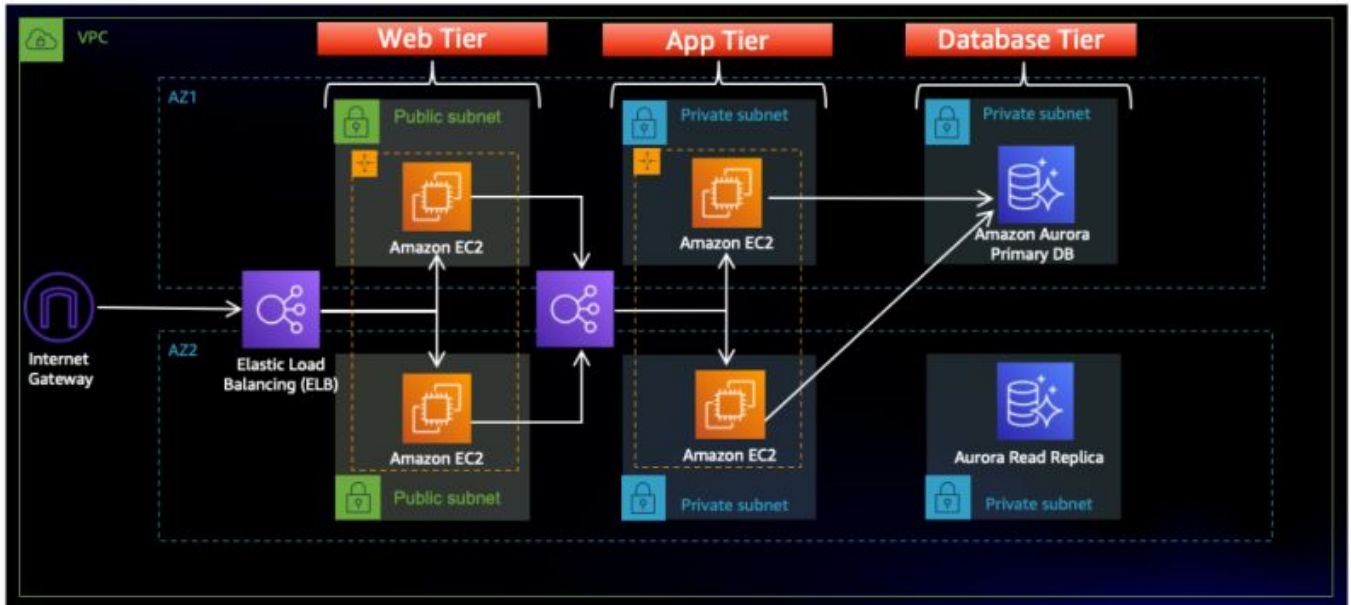 VPC
Web Tier
App Tier
Database Tier
AZ1
Public subnet
Private subnet
Private subnet
Amazon EC2
Amazon EC2
Amazon Aurora
Primary DB
Internet
Gateway
Elastic Load
Balancing (ELB)
AZ2
Amazon EC2
Amazon EC2
Aurora Read Replica
Public subnet
Private subnet
Private subnet